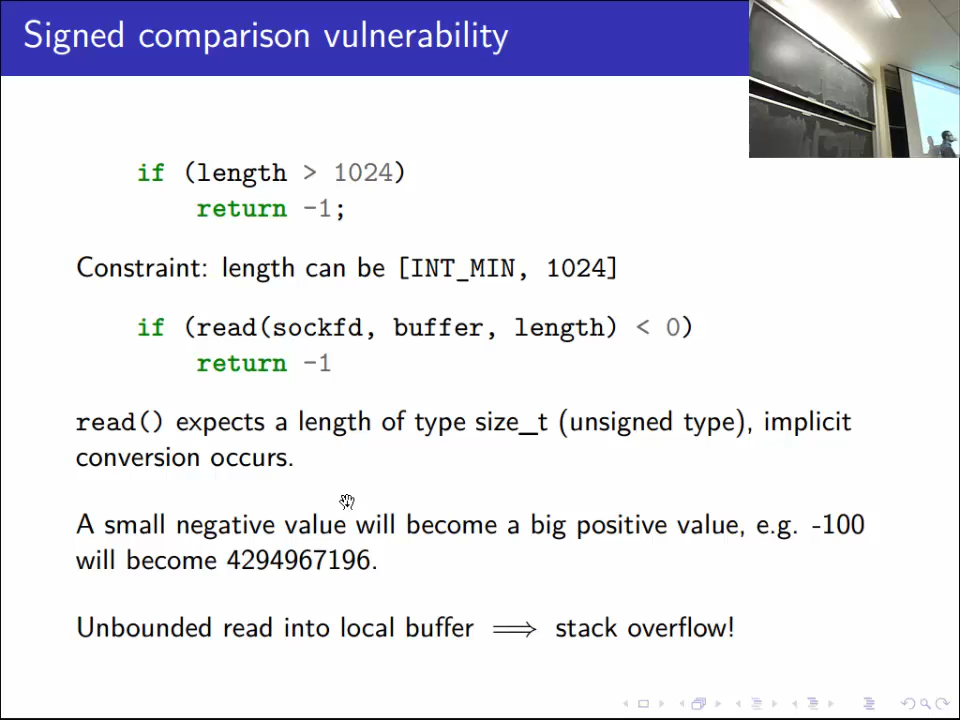 Signed comparison vulnerability
if (length > 1024)
return -1;
Constraint: length can be [INT_MIN, 1024]
if (read(sockfd, buffer, length) < 0)
return -1
read() expects a length of type size_t (unsigned type), implicit
conversion occurs.
A small negative value will become a big positive value, e.g. -100
will become 4294967196.
Unbounded read into local buffer ⟹ stack overflow!